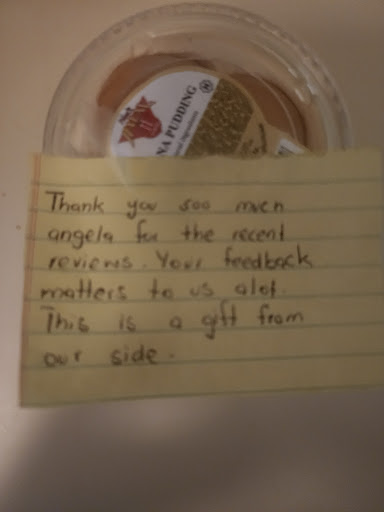 NA PUDDING
Thank you soo much
angela for the recent
reviews. Your feedback
matters to us alot.
This is a gift from
our side.